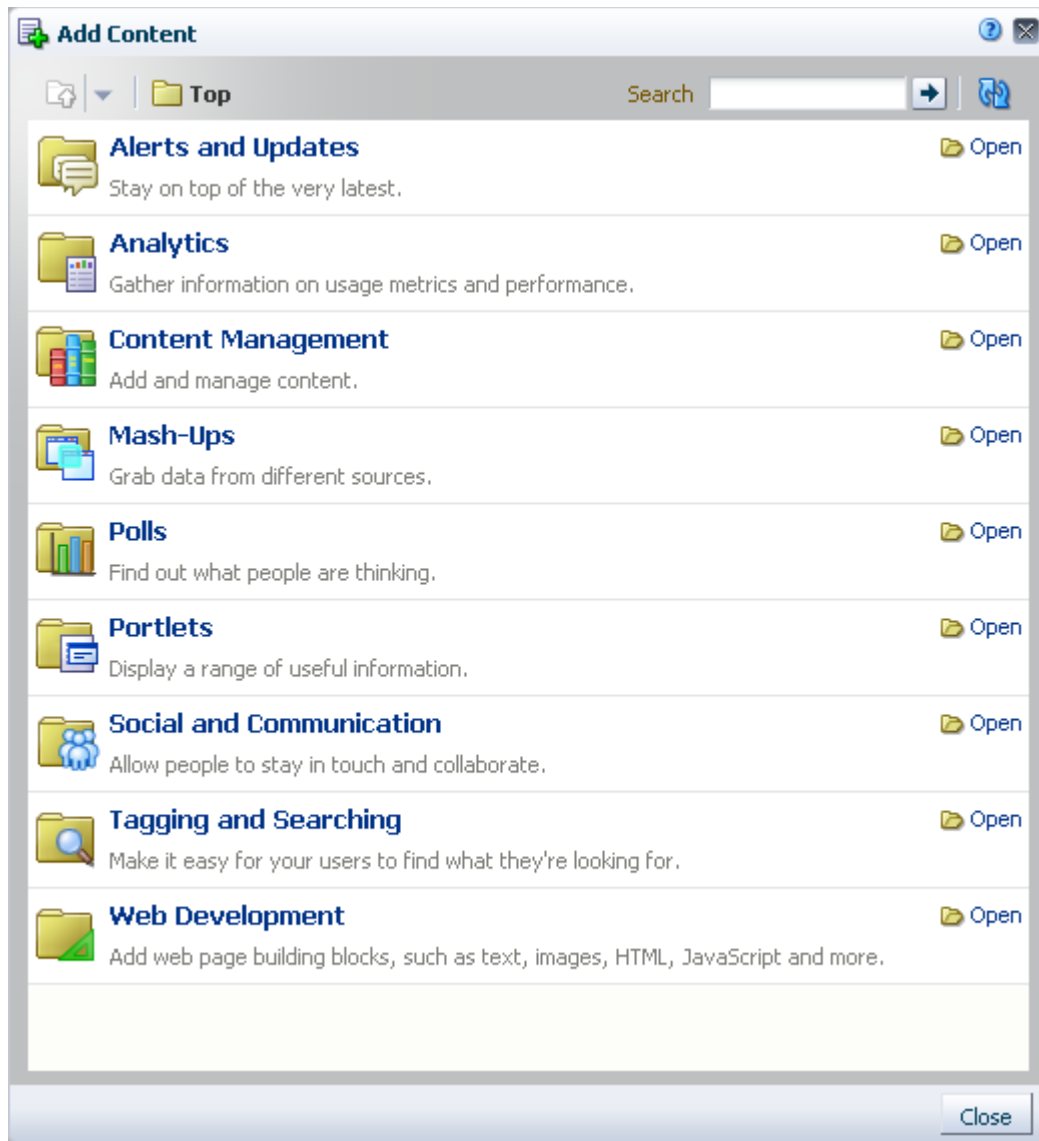 Add Content
Top Search
Alerts and Updates Open
Stay on top of the very latest.
Analytics Open
Gather information on usage metrics and performance.
Content Management Open
Add and manage content.
Mash-Ups Open
Grab data from different sources.
Polls Open
Find out what people are thinking.
Portlets Open
Display a range of useful information.
Social and Communication Open
Allow people to stay in touch and collaborate.
Tagging and Searching Open
Make it easy for your users to find what they're looking for.
Web Development Open
Add web page building blocks, such as text, images, HTML, JavaScript and more.
Close